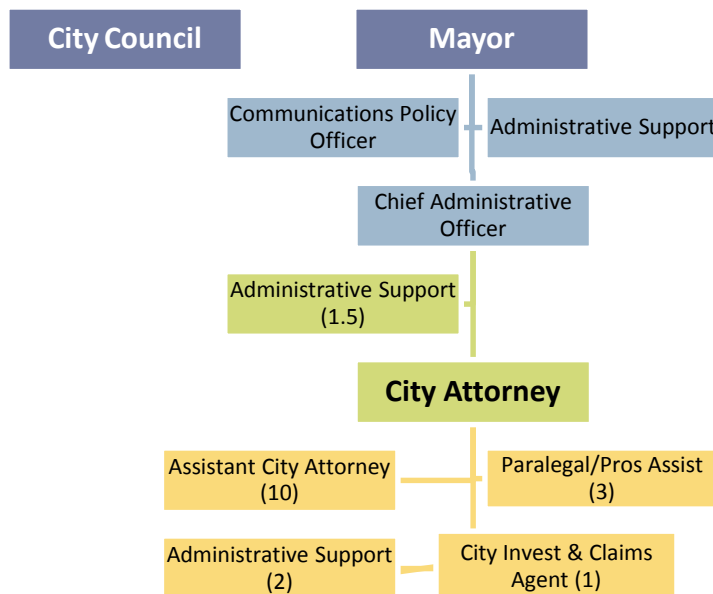 City Council
Mayor
Communications Policy
Officer
Administrative Support
Chief Administrative
Officer
Administrative Support
(1.5)
City Attorney
Assistant City Attorney
(10)
Paralegal/Pros Assist
(3)
Administrative Support
(2)
City Invest & Claims
Agent (1)